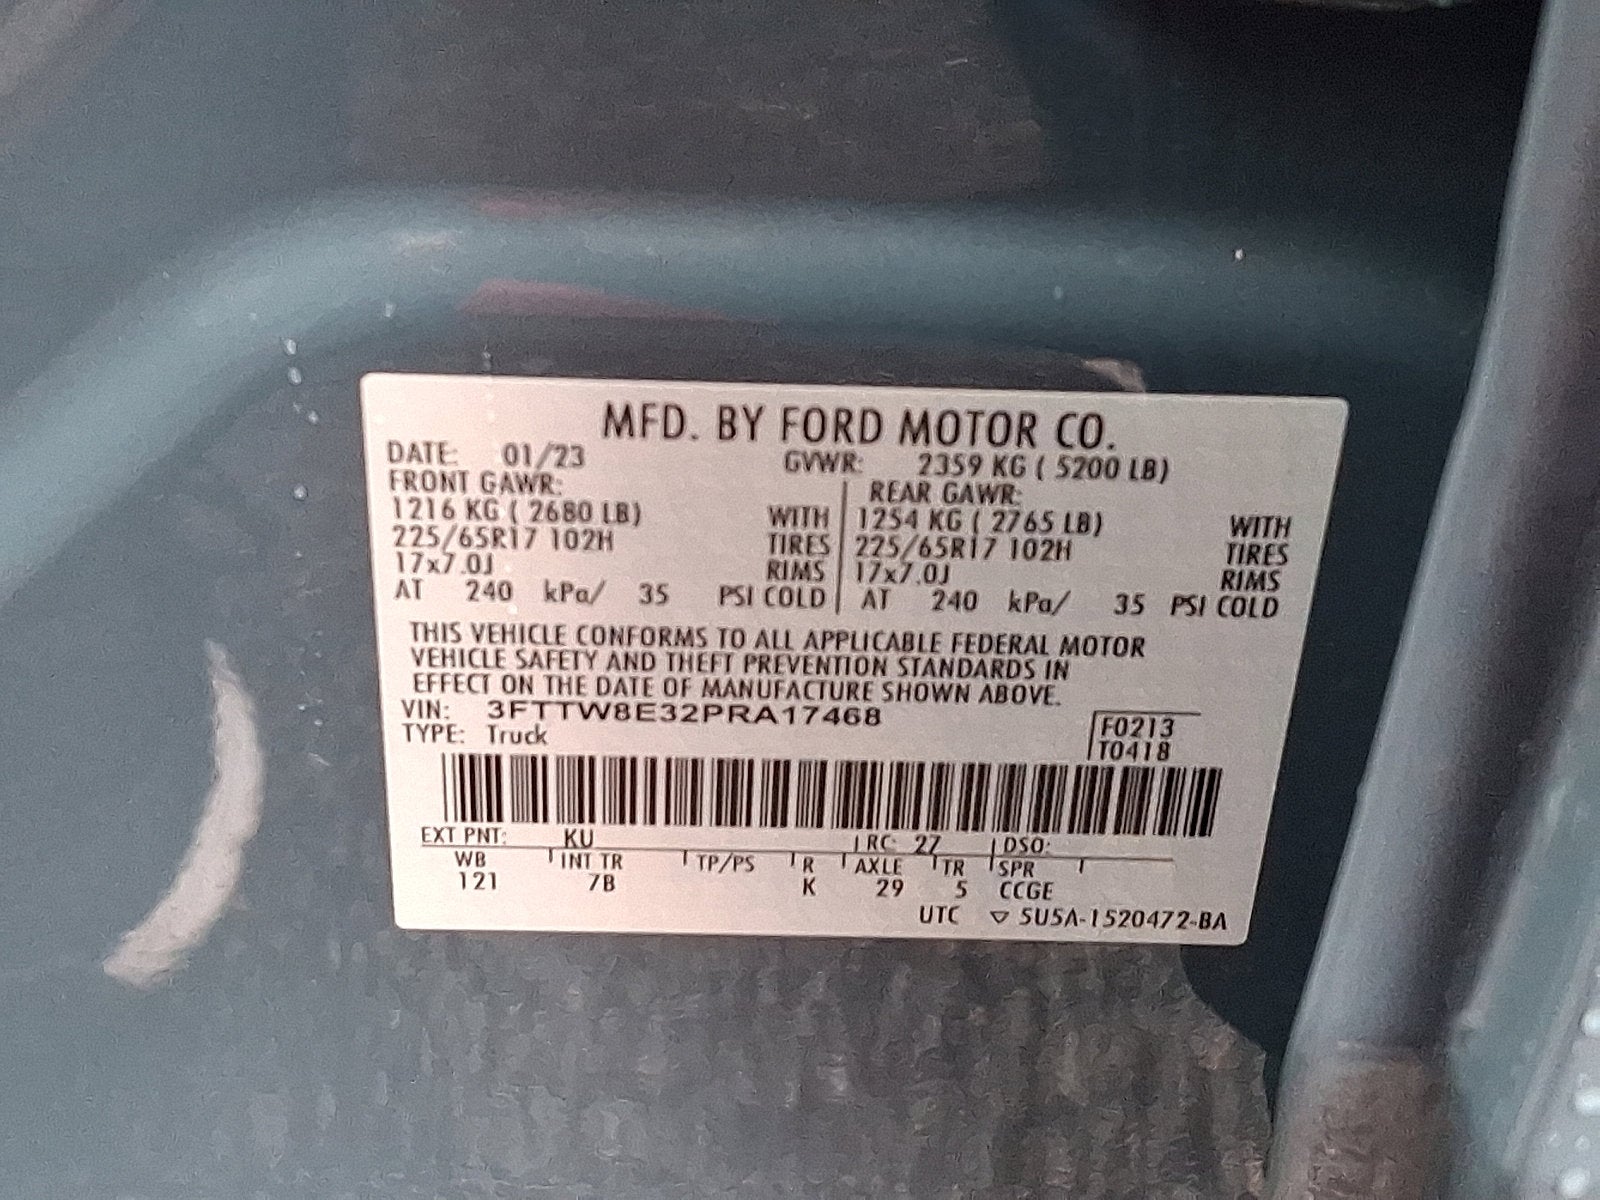 MFD. BY FORD MOTOR CO.
DATE: 01/23 GVWR: 2359 KG ( 5200 LB)
FRONT GAWR: REAR GAWR:
1216 KG ( 2680 LB) WITH 1254 KG ( 2765 LB) WITH
225/65R17 102H TIRES 225/65R17 102H TIRES
17x7.0J RIMS 17x7.0J RIMS
AT 240 kPa/ 35 PSI COLD AT 240 kPa/ 35 PSI COLD
THIS VEHICLE CONFORMS TO ALL APPLICABLE FEDERAL MOTOR
VEHICLE SAFETY AND THEFT PREVENTION STANDARDS IN
EFFECT ON THE DATE OF MANUFACTURE SHOWN ABOVE.
VIN: 3FTTW8E32PRA17468 F0213
TYPE: Truck T0418
EXT PNT: KU RC: 27 DSO:
WB INT TR TP/PS R AXLE TR SPR
121 7B K 29 5 CCGE
UTC ▽ 5U5A-1520472-BA